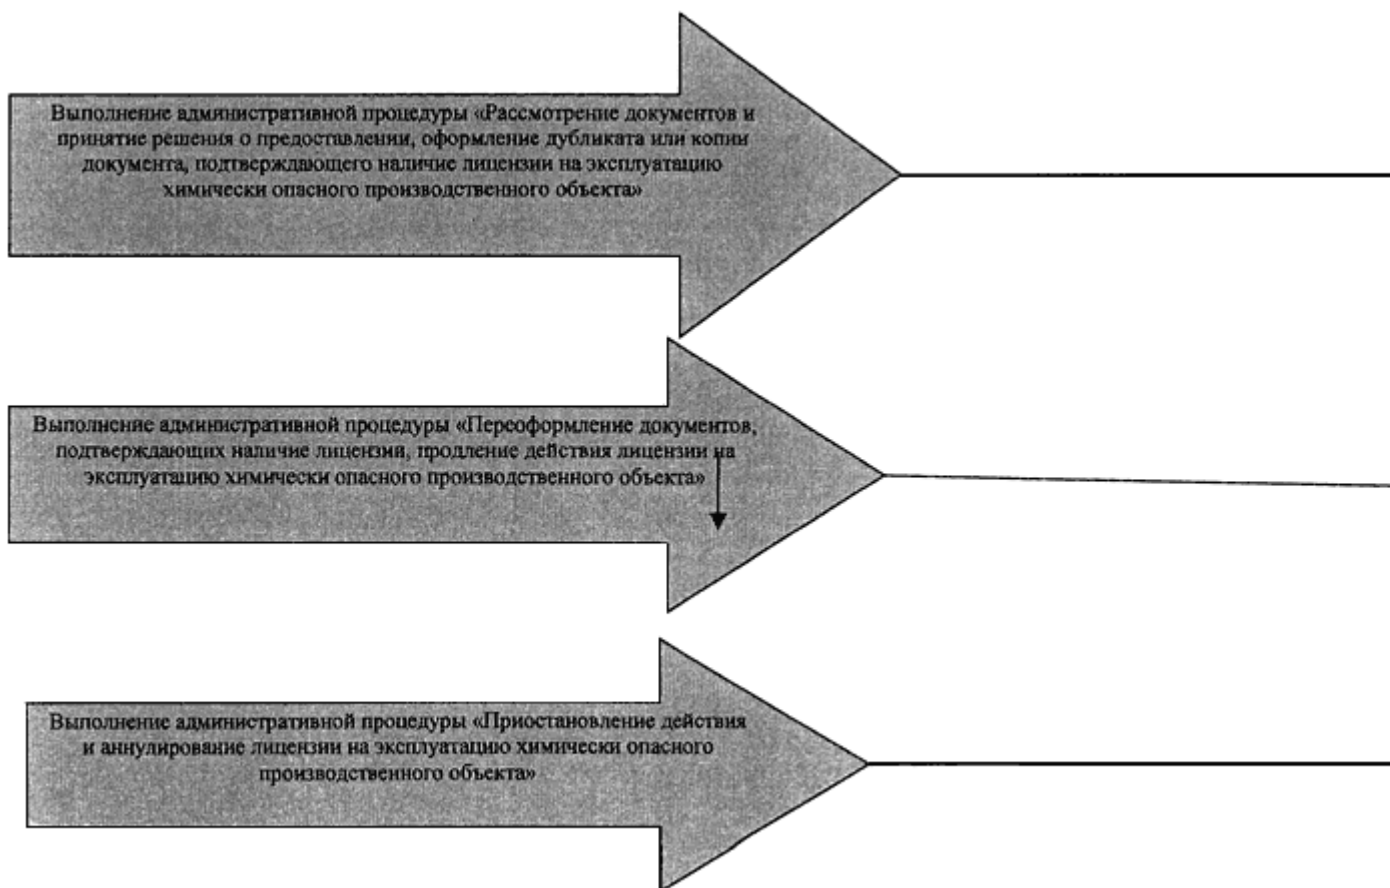 Выполнение административной процедуры «Рассмотрение документов и
принятие решения о предоставлении, оформление дубликата или копии
документа, подтверждающего наличие лицензии на эксплуатацию
химически опасного производственного объекта»
Выполнение административной процедуры «Переоформление документов,
подтверждающих наличие лицензии, продление действия лицензии на
эксплуатацию химически опасного производственного объекта»
Выполнение административной процедуры «Приостановление действия
и аннулирование лицензии на эксплуатацию химически опасного
производственного объекта»